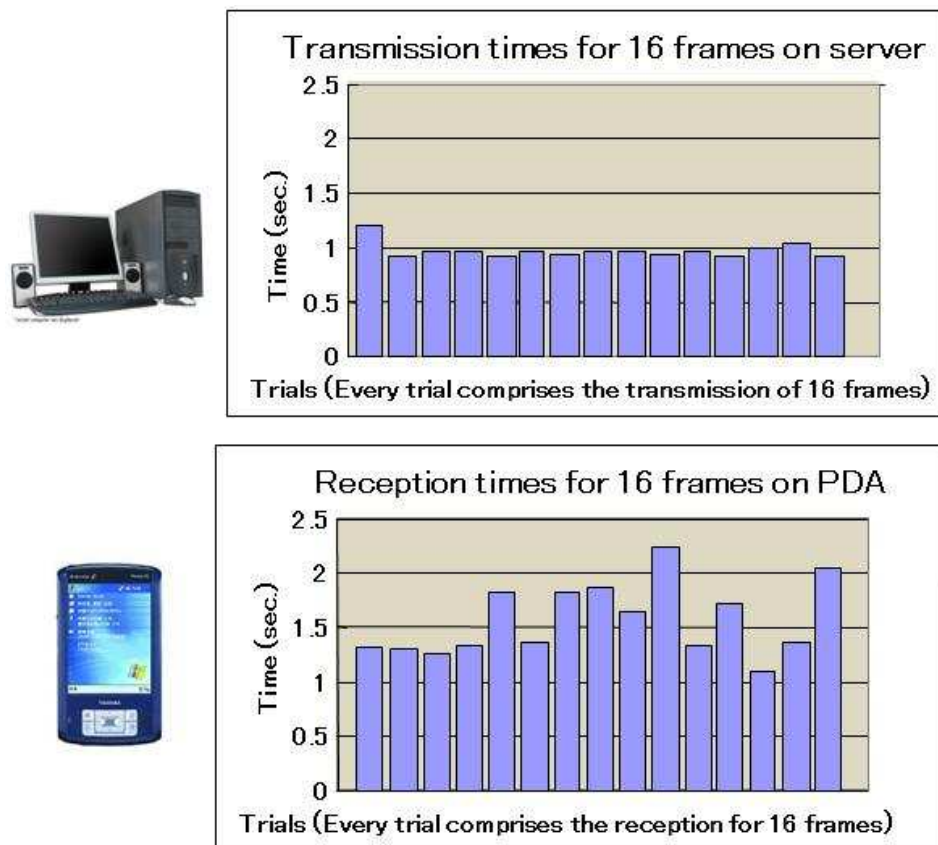 Transmission times for 16 frames on server
2.5
2
1.5
1
0.5
0
Time (sec.)
Trials (Every trial comprises the transmission of 16 frames)
Reception times for 16 frames on PDA
2.5
2
1.5
1
0.5
0
Time (sec.)
TOSHIBA
Trials (Every trial comprises the reception for 16 frames)